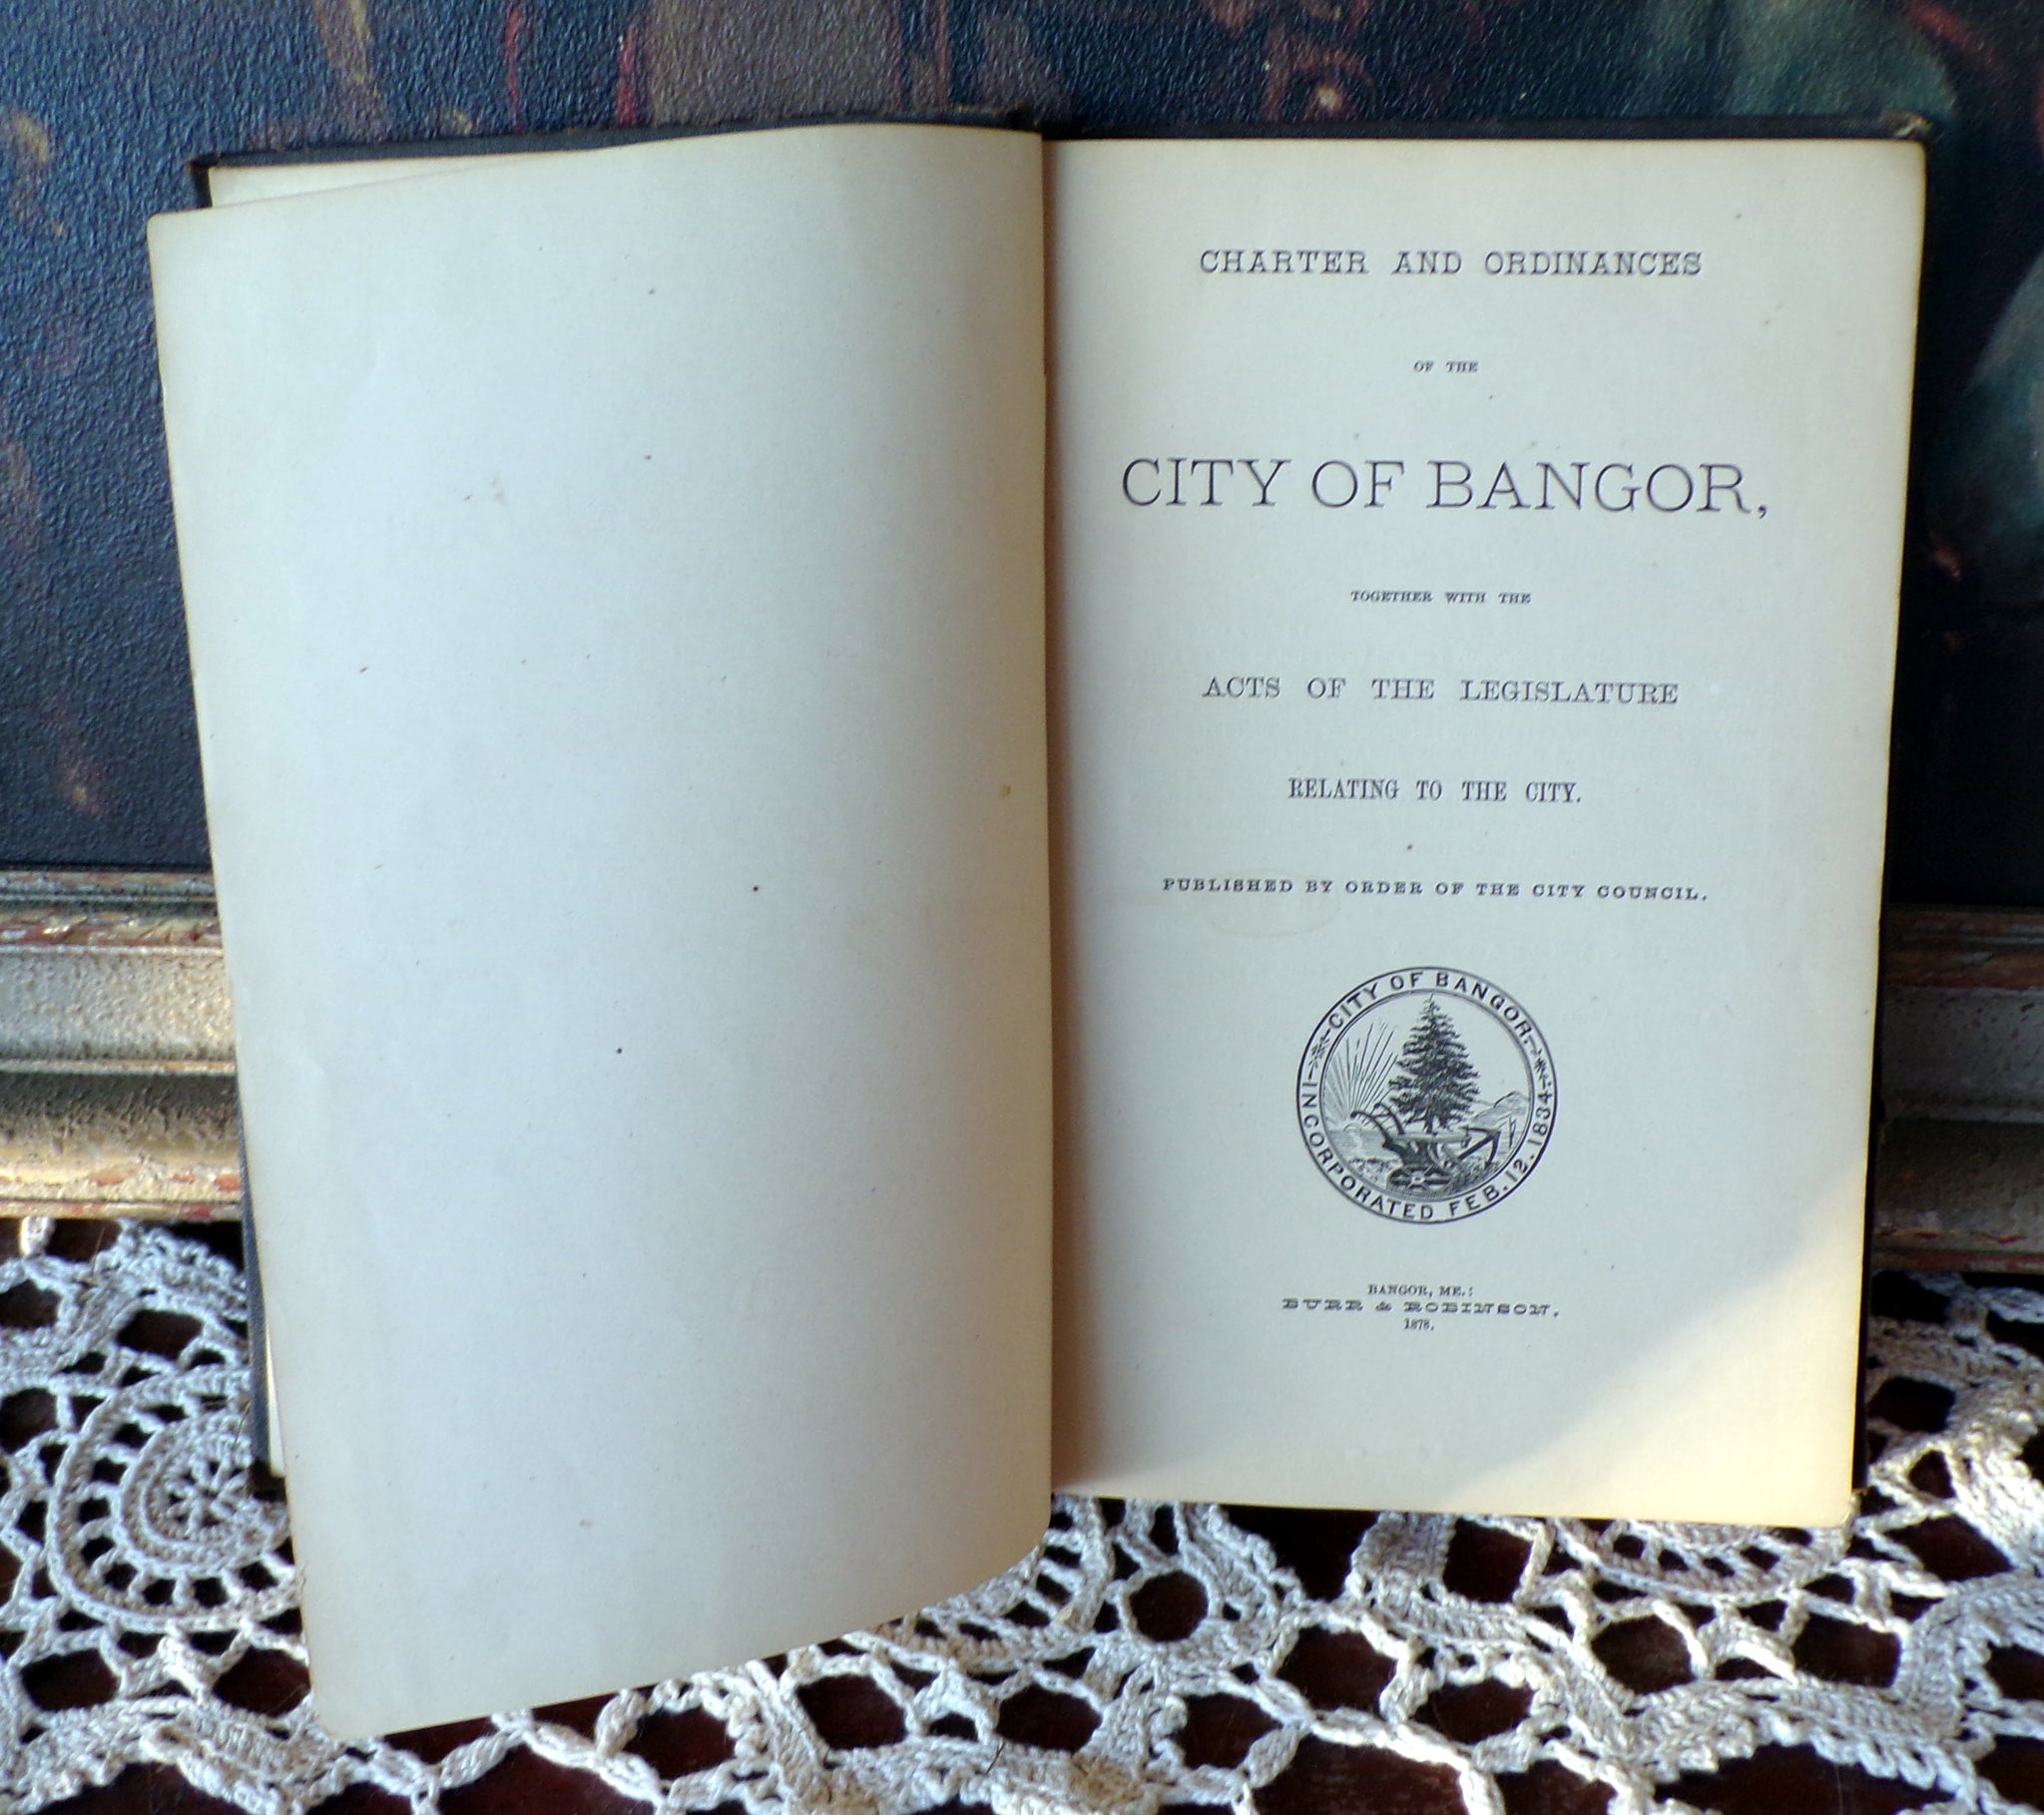 CHARTER AND ORDINANCES
OF THE
CITY OF BANGOR,
TOGETHER WITH THE
ACTS OF THE LEGISLATURE
RELATING TO THE CITY.
PUBLISHED BY ORDER OF THE CITY COUNCIL.
CITY OF BANGOR.
INCORPORATED FEB. 12. 1834
BANGOR, ME.:
BURR & ROBINSON,
1878.